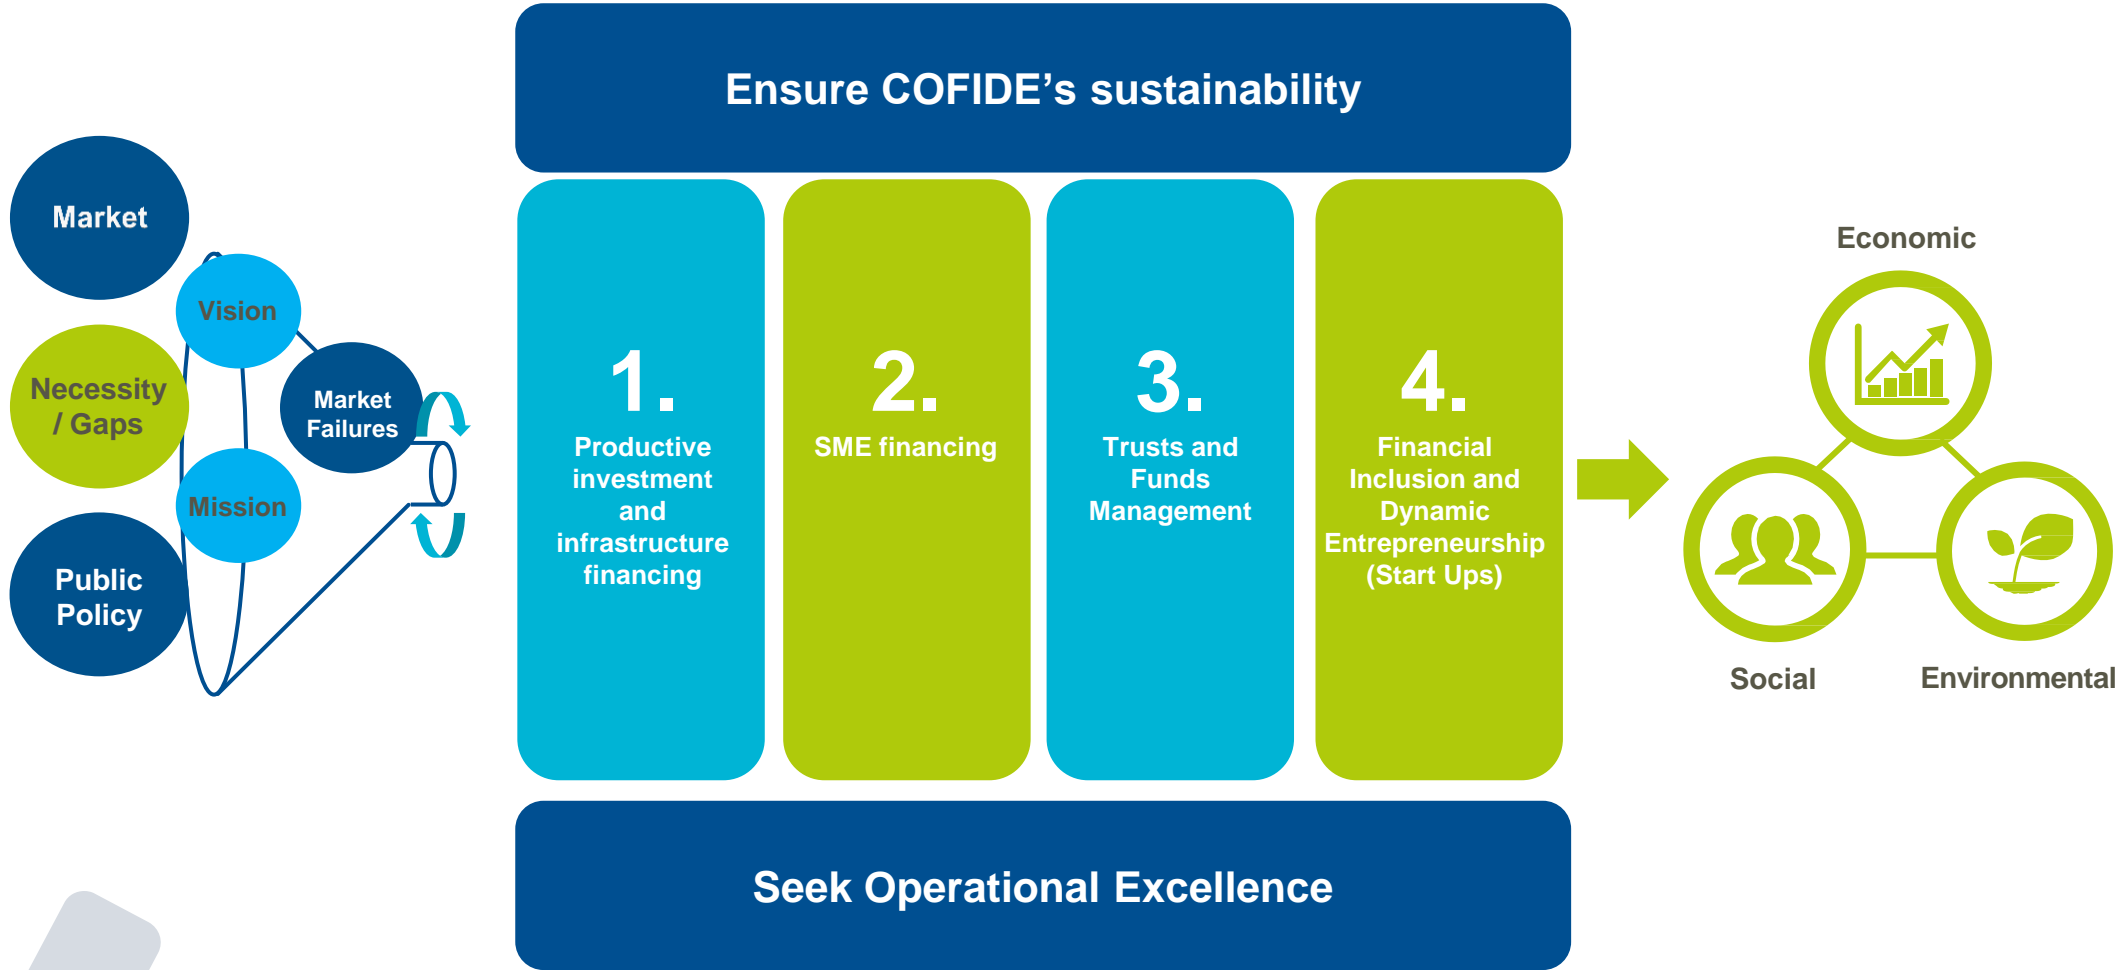 Ensure COFIDE’s sustainability
Market
Vision
Necessity
/ Gaps
Market
Failures
Mission
Public
Policy
1.
Productive
investment
and
infrastructure
financing
2.
SME financing
3.
Trusts and
Funds
Management
4.
Financial
Inclusion and
Dynamic
Entrepreneurship
(Start Ups)
Economic
Social
Environmental
Seek Operational Excellence